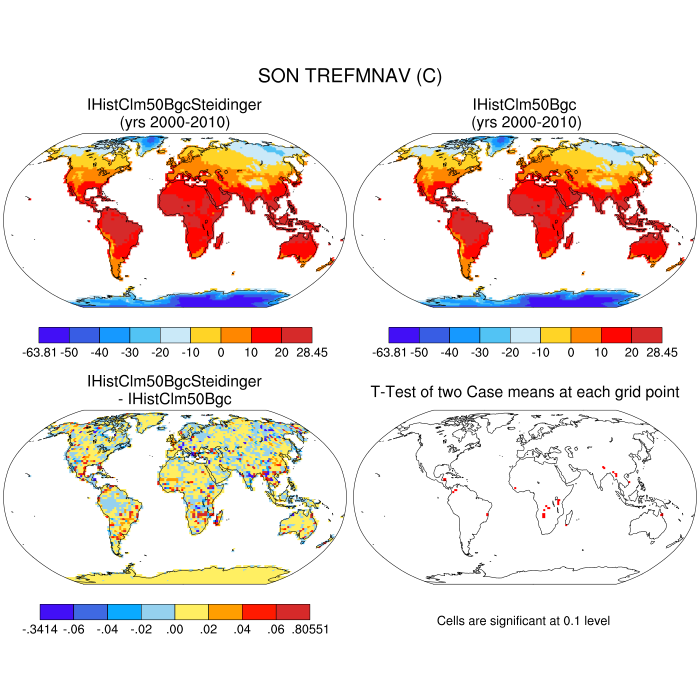 SON TREFMNAV (C)
IHistClm50BgcSteidinger
(yrs 2000-2010)
IHistClm50Bgc
(yrs 2000-2010)
-63.81 -50 -40 -30 -20 -10 0 10 20 28.45
-63.81 -50 -40 -30 -20 -10 0 10 20 28.45
IHistClm50BgcSteidinger
- IHistClm50Bgc
T-Test of two Case means at each grid point
-.3414 -.06 -.04 -.02 .00 .02 .04 .06 .80551
Cells are significant at 0.1 level